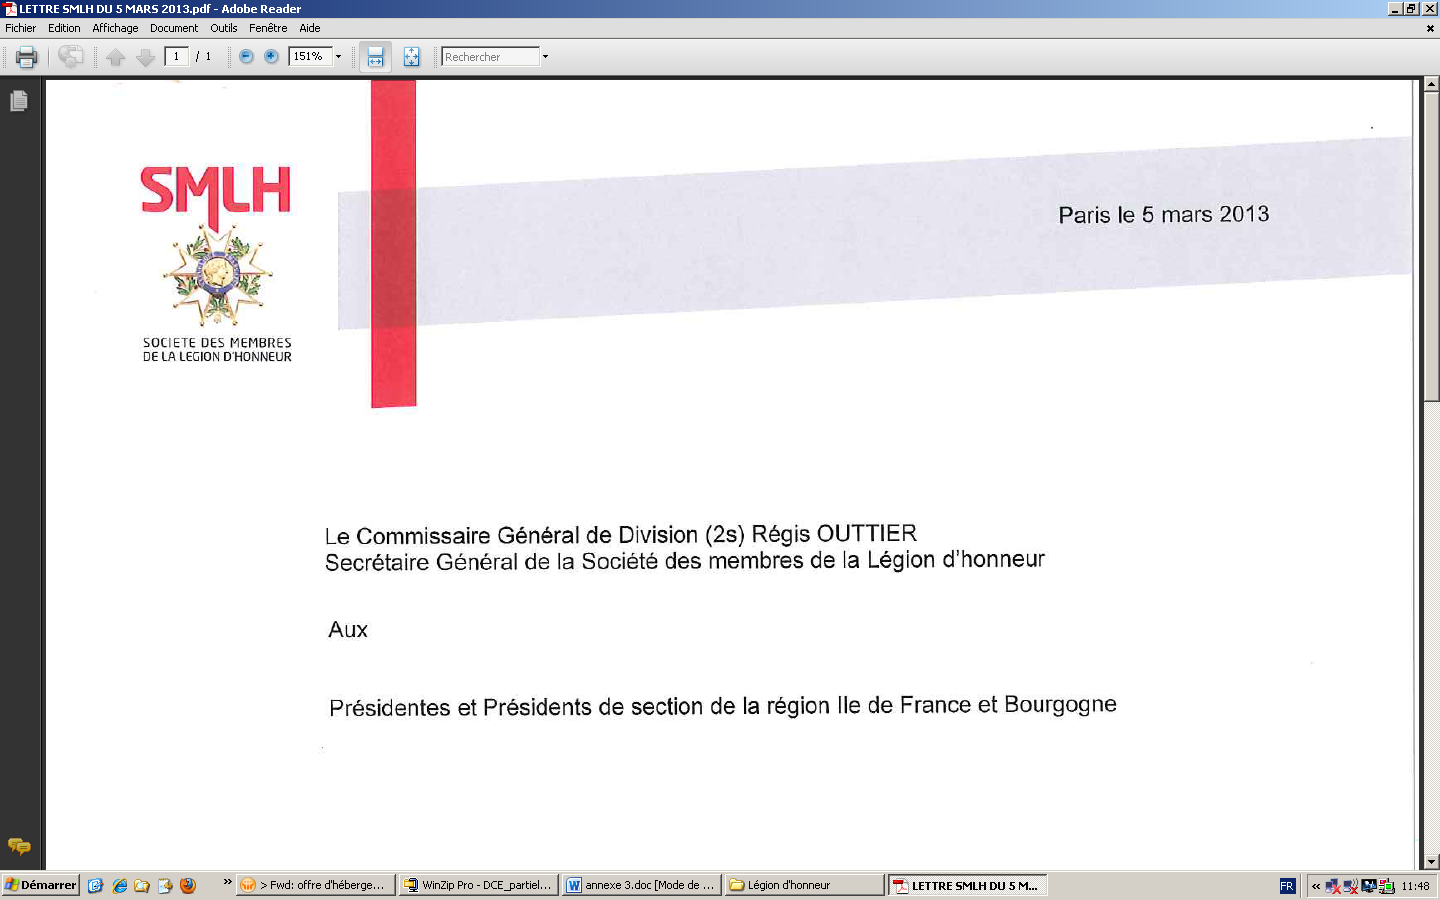 LETTRE SMLH DU 5 MARS 2013.pdf - Adobe Reader
Fichier Edition Affichage Document Outils Fenêtre Aide
1 / 1 151% Rechercher
SMLH
SOCIETE DES MEMBRES
DE LA LEGION D'HONNEUR
Paris le 5 mars 2013
Le Commissaire Général de Division (2s) Régis OUTTIER
Secrétaire Général de la Société des membres de la Légion d'honneur
Aux
Présidentes et Présidents de section de la région Ile de France et Bourgogne
Démarrer » > Fwd: offre d'héberge... WinZip Pro - DCE_partiel... annexe 3.doc [Mode de ... Légion d'honneur LETTRE SMLH DU 5 M... FR « 11:48